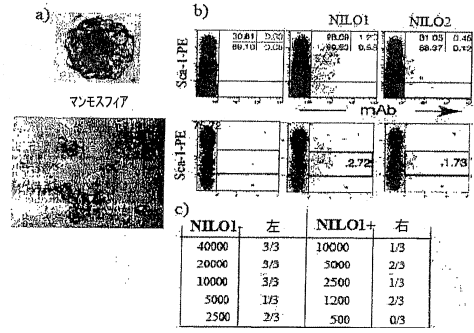 a)
マンモスフィア
b)
NILO1 NILO2
Sca-1-PE
mAb
Sca-1-PE
2.72
1.73
c)
NILO1- 左 NILO1+ 右
40000 3/3 10000 1/3
20000 3/3 5000 2/3
10000 3/3 2500 1/3
5000 1/3 1200 2/3
2500 2/3 500 0/3